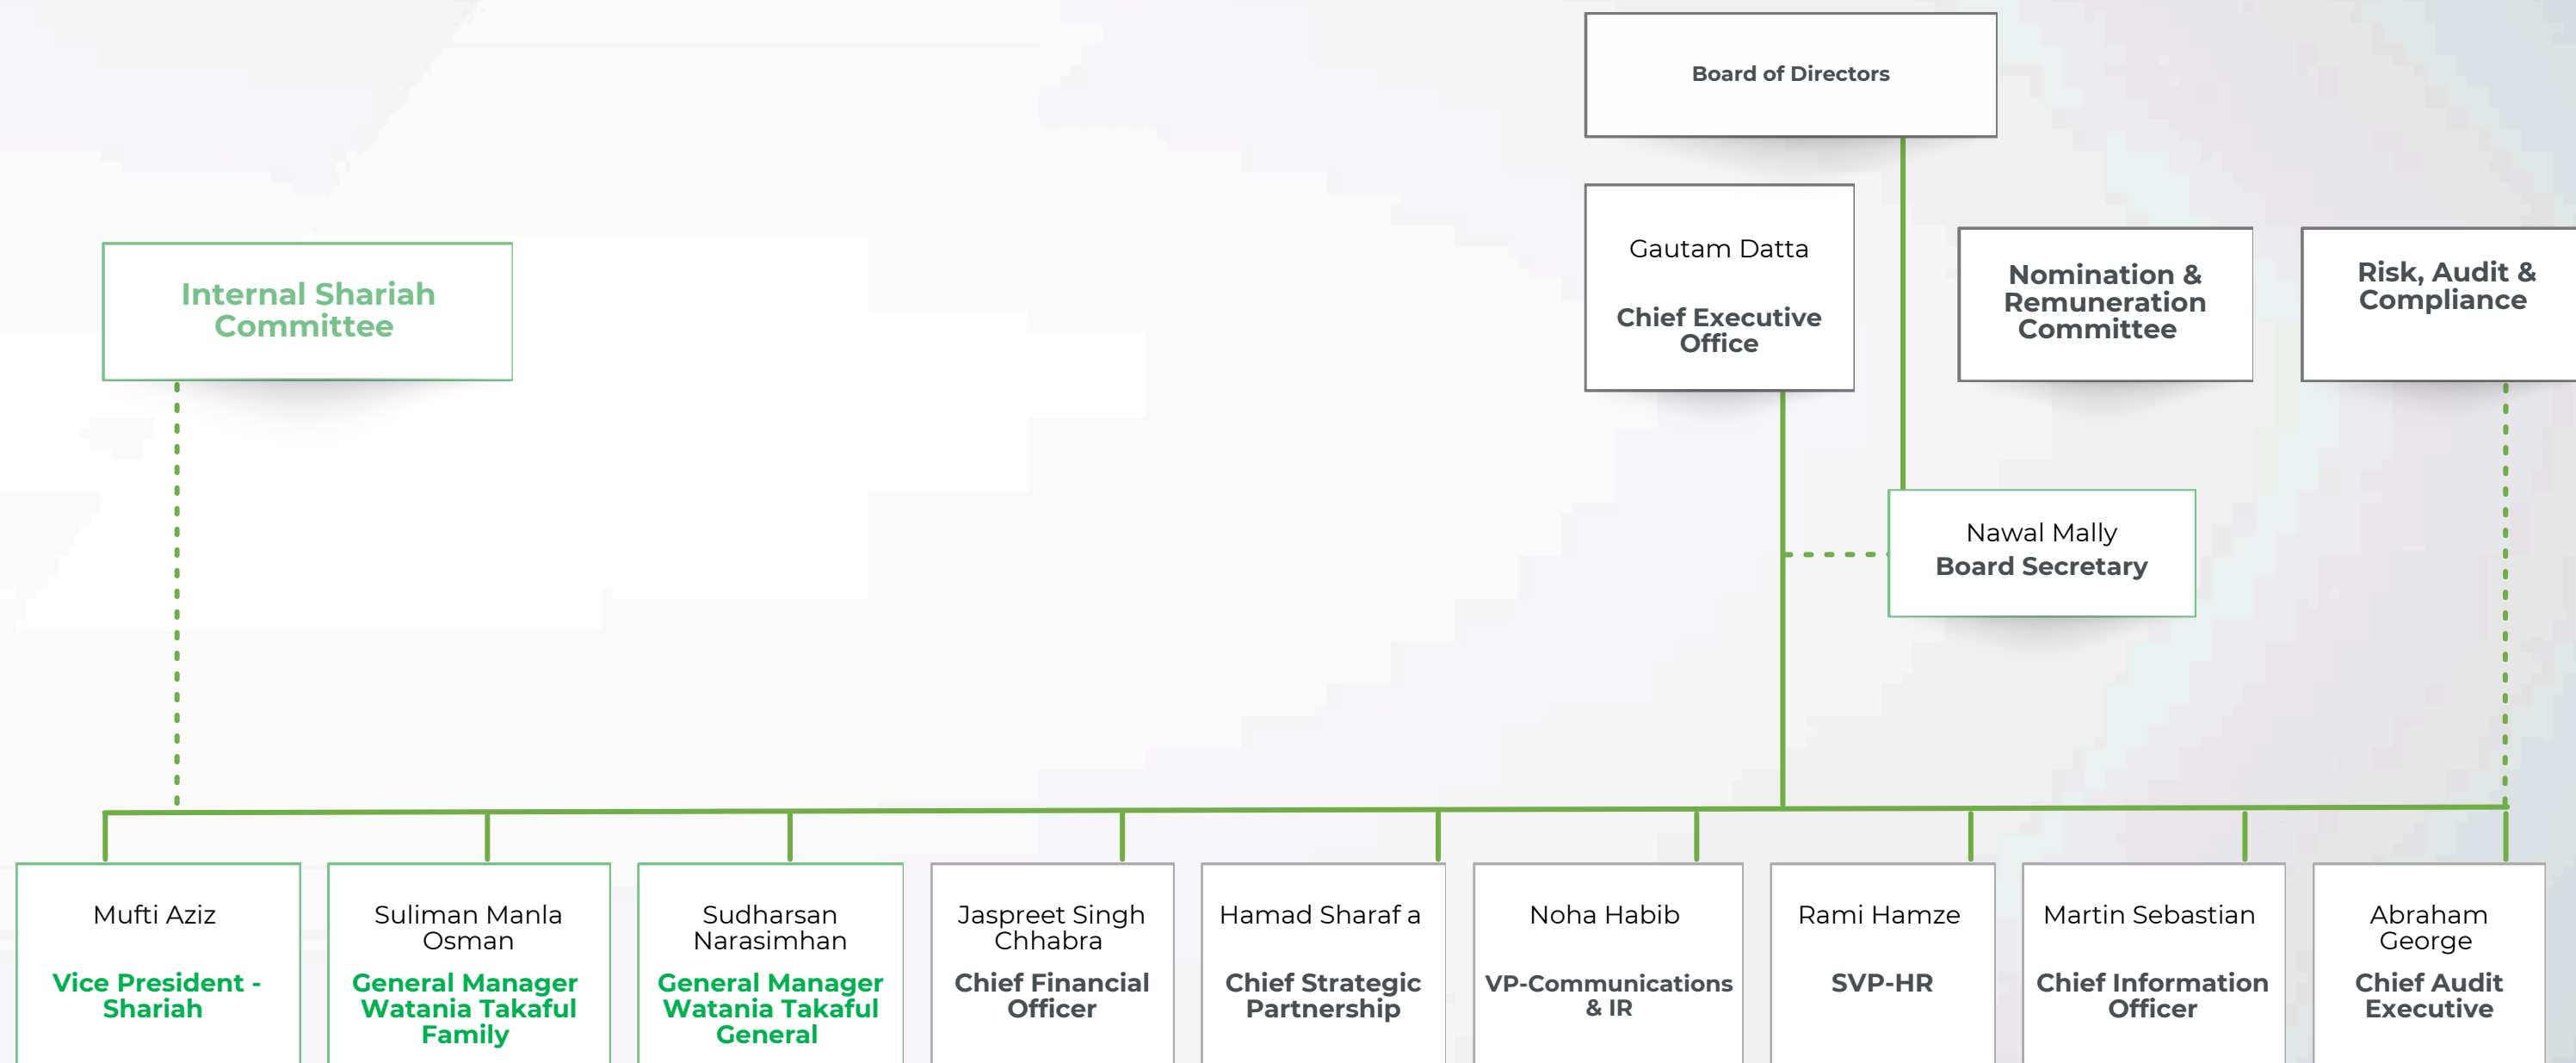 Board of Directors
Gautam Datta
Chief Executive
Office
Internal Shariah
Committee
Nomination &
Remuneration
Committee
Risk, Audit &
Compliance
Nawal Mally
Board Secretary
Mufti Aziz
Vice President -
Shariah
Suliman Manla
Osman
General Manager
Watania Takaful
Family
Sudharsan
Narasimhan
General Manager
Watania Takaful
General
Jaspreet Singh
Chhabra
Chief Financial
Officer
Hamad Sharaf a
Chief Strategic
Partnership
Noha Habib
VP-Communications
& IR
Rami Hamze
SVP-HR
Martin Sebastian
Chief Information
Officer
Abraham
George
Chief Audit
Executive